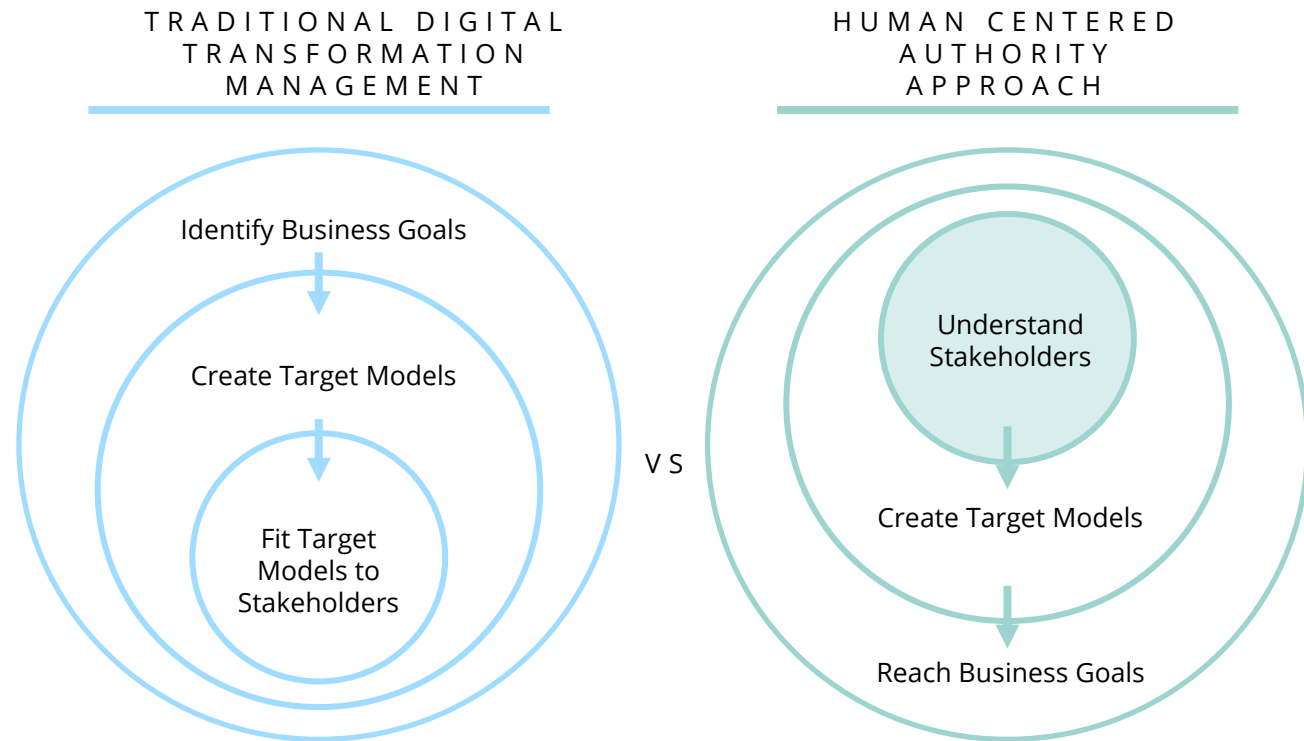 TRADITIONAL DIGITAL
TRANSFORMATION
MANAGEMENT
Identify Business Goals
Create Target Models
Fit Target
Models to
Stakeholders
VS
HUMAN CENTERED
AUTHORITY
APPROACH
Understand
Stakeholders
Create Target Models
Reach Business Goals